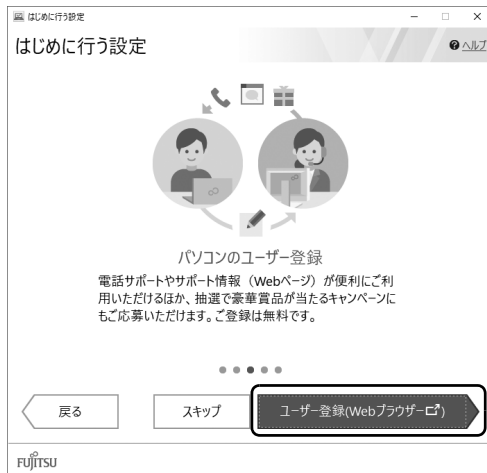 はじめに行う設定
はじめに行う設定
ヘルプ
パソコンのユーザー登録
電話サポートやサポート情報（Webページ）が便利にご利
用いただけるほか、抽選で豪華賞品が当たるキャンペーンに
もご応募いただけます。ご登録は無料です。
戻る スキップ ユーザー登録(Webブラウザー)
FUJITSU